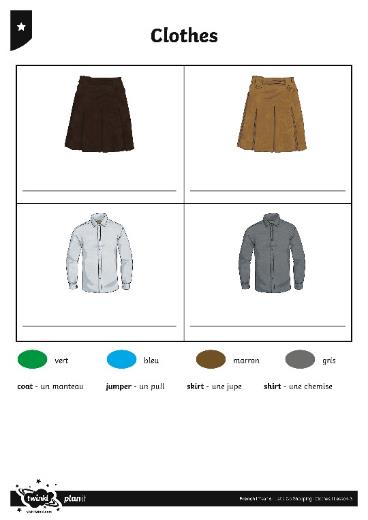 Clothes
vert bleu marron gris
coat - un manteau jumper - un pull skirt - une jupe shirt - une chemise
twinkl planit